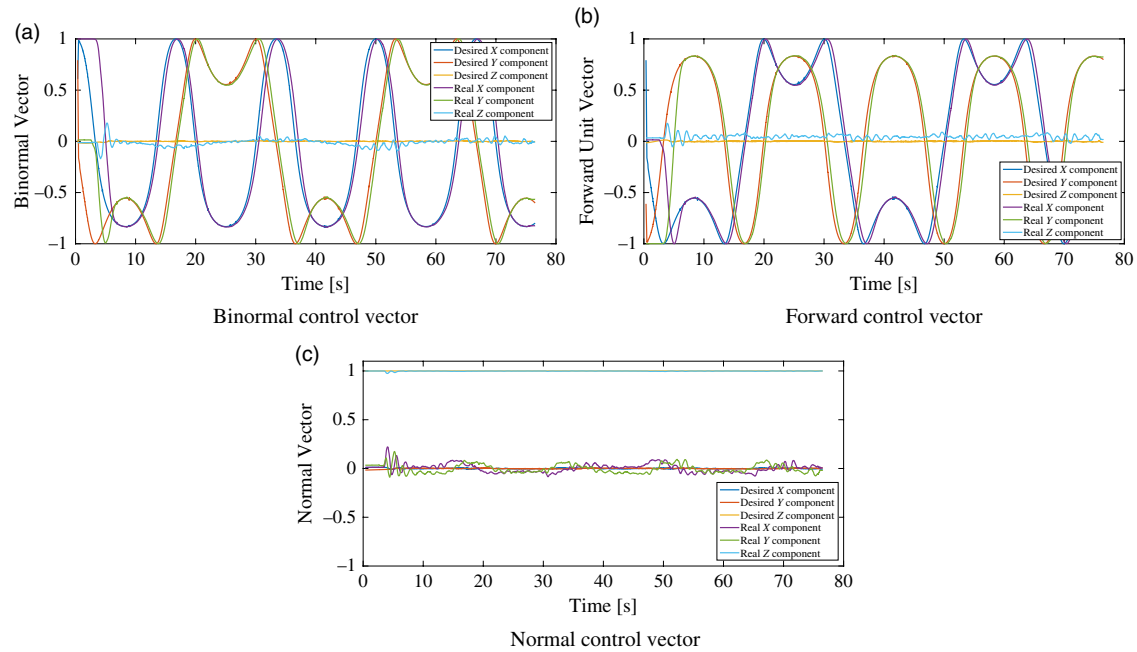 (a)
Binormal Vector
1
0.5
0
−0.5
−1
Desired X component
Desired Y component
Desired Z component
Real X component
Real Y component
Real Z component
0 10 20 30 40 50 60 70 80
Time [s]
Binormal control vector
(b)
Forward Unit Vector
1
0.5
0
−0.5
−1
Desired X component
Desired Y component
Desired Z component
Real X component
Real Y component
Real Z component
0 10 20 30 40 50 60 70 80
Time [s]
Forward control vector
(c)
Normal Vector
1
0.5
0
−0.5
−1
Desired X component
Desired Y component
Desired Z component
Real X component
Real Y component
Real Z component
0 10 20 30 40 50 60 70 80
Time [s]
Normal control vector